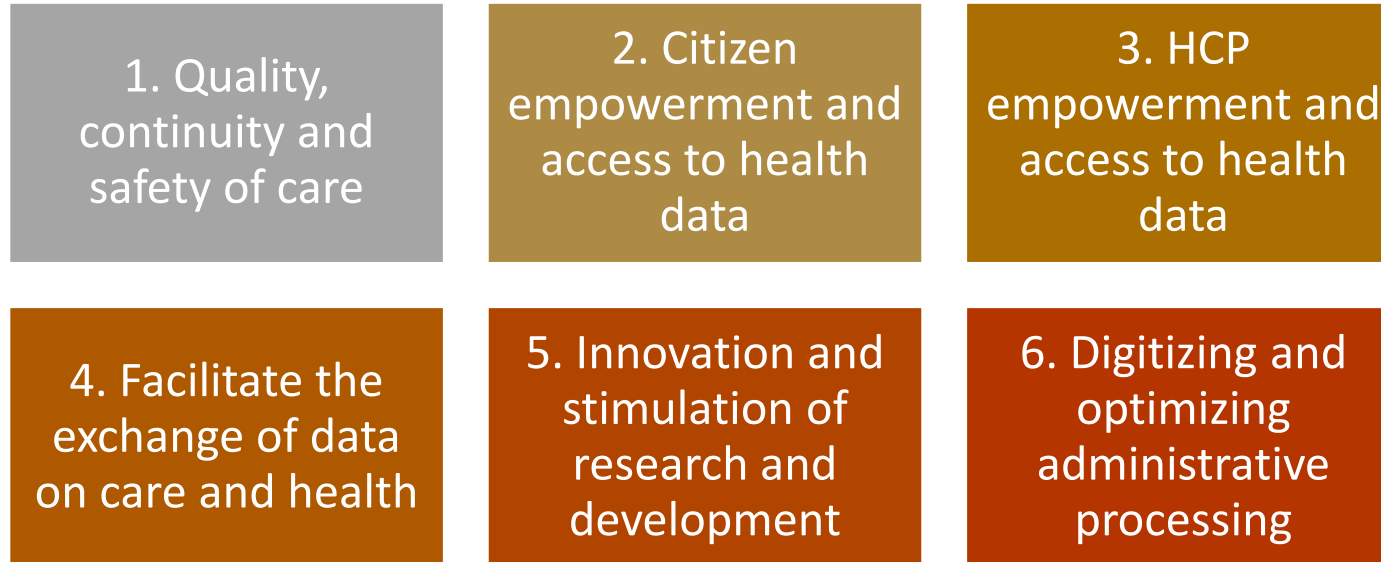 1. Quality,
continuity and
safety of care
2. Citizen
empowerment and
access to health
data
3. HCP
empowerment and
access to health
data
4. Facilitate the
exchange of data
on care and health
5. Innovation and
stimulation of
research and
development
6. Digitizing and
optimizing
administrative
processing